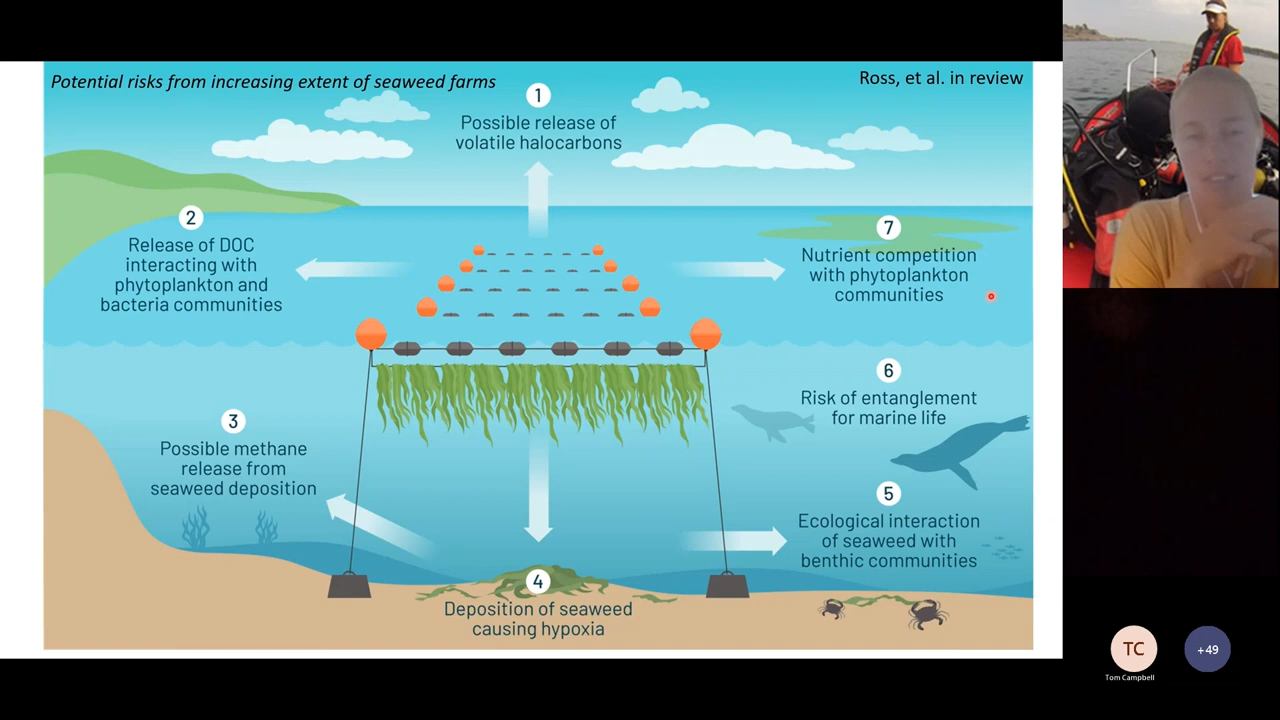 Potential risks from increasing extent of seaweed farms
Ross, et al. in review
1
Possible release of
volatile halocarbons
2
Release of DOC
interacting with
phytoplankton and
bacteria communities
7
Nutrient competition
with phytoplankton
communities
6
Risk of entanglement
for marine life
3
Possible methane
release from
seaweed deposition
5
Ecological interaction
of seaweed with
benthic communities
4
Deposition of seaweed
causing hypoxia
TC
Tom Campbell
+49